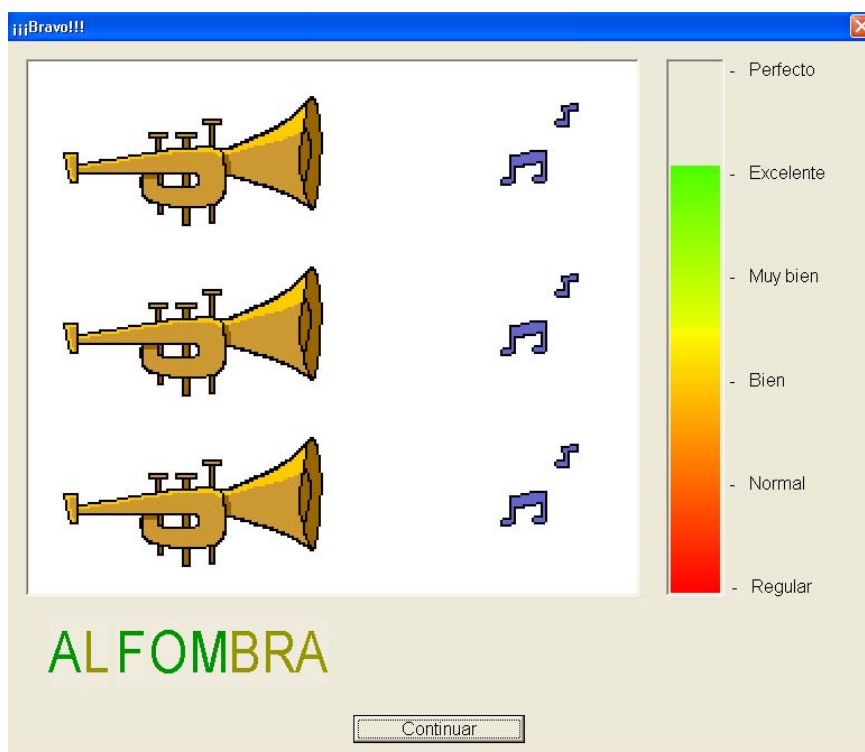 ¡¡¡Bravo!!!
- Perfecto
- Excelente
- Muy bien
- Bien
- Normal
- Regular
ALFOMBRA
Continuar